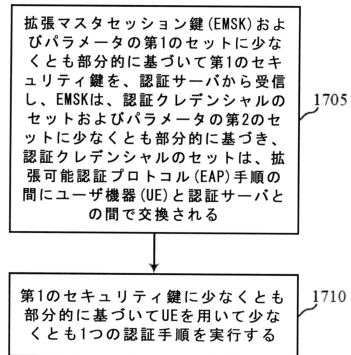 拡張マスタセッション鍵(EMSK)およ
びパラメータの第1のセットに少な
くとも部分的に基づいて第1のセキ
ュリティ鍵を、認証サーバから受信
し、EMSKは、認証クレデンシャルの
セットおよびパラメータの第2のセ
ットに少なくとも部分的に基づき、
認証クレデンシャルのセットは、拡
張可能認証プロトコル(EAP)手順の
間にユーザ機器(UE)と認証サーバと
の間で交換される
1705
第1のセキュリティ鍵に少なくとも
部分的に基づいてUEを用いて少な
くとも1つの認証手順を実行する
1710